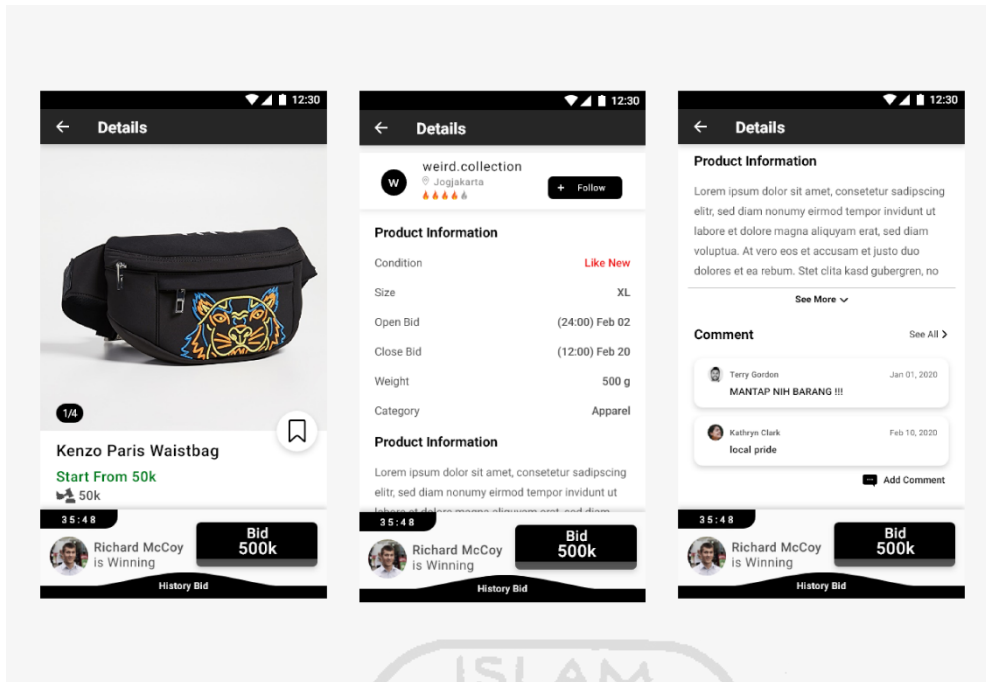 12:30
Details
1/4
Kenzo Paris Waistbag
Start From 50k
50k
35:48
Richard McCoy
is Winning
Bid
500k
History Bid
12:30
Details
W
weird.collection
Jogjakarta
+ Follow
Product Information
Condition Like New
Size XL
Open Bid (24:00) Feb 02
Close Bid (12:00) Feb 20
Weight 500 g
Category Apparel
Product Information
Lorem ipsum dolor sit amet, consetetur sadipscing
elitr, sed diam nonumy eirmod tempor invidunt ut
labore et dolore magna aliquyam erat, sed diam
35:48
Richard McCoy
is Winning
Bid
500k
History Bid
12:30
Details
Product Information
Lorem ipsum dolor sit amet, consetetur sadipscing
elitr, sed diam nonumy eirmod tempor invidunt ut
labore et dolore magna aliquyam erat, sed diam
voluptua. At vero eos et accusam et justo duo
dolores et ea rebum. Stet clita kasd gubergren, no
See More
Comment See All
Terry Gordon Jan 01, 2020
MANTAP NIH BARANG !!!
Kathryn Clark Feb 10, 2020
local pride
Add Comment
35:48
Richard McCoy
is Winning
Bid
500k
History Bid
ISLAM